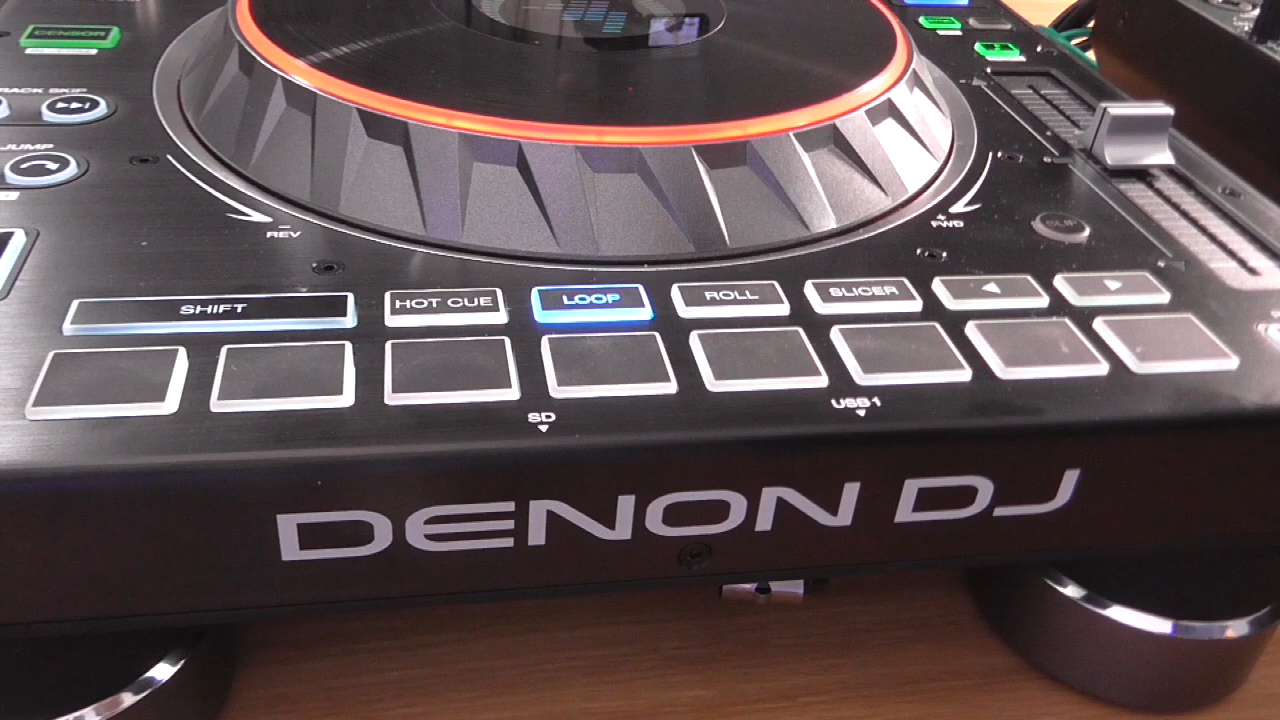 CENSOR
TRACK SKIP
JUMP
− REV
+ FWD
SLIP
SHIFT
HOT CUE
LOOP
ROLL
SLICER
SD
USB 1
DENON DJ